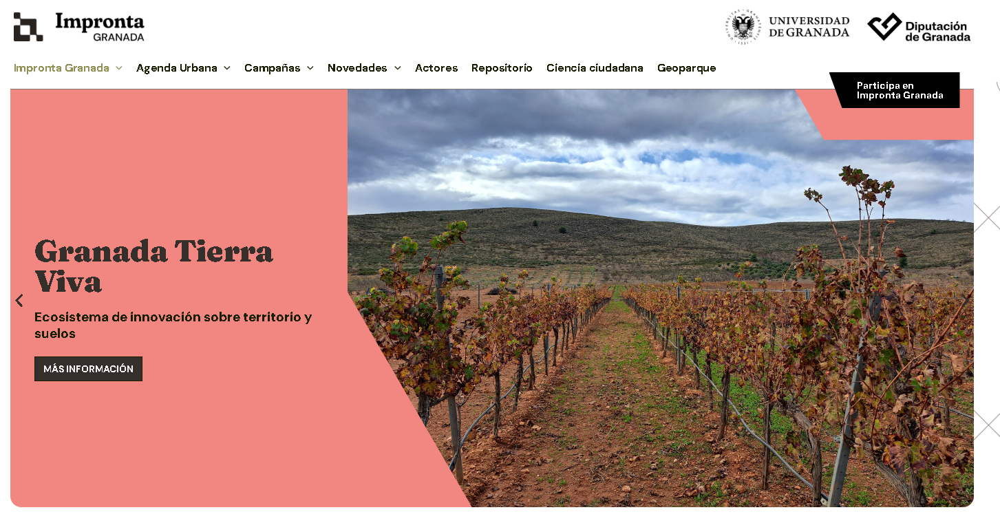 Impronta
GRANADA
UNIVERSIDAD
DE GRANADA
Diputación
de Granada
Impronta Granada
Agenda Urbana
Campañas
Novedades
Actores
Repositorio
Ciencia ciudadana
Geoparque
Participa en
Impronta Granada
Granada Tierra
Viva
Ecosistema de innovación sobre territorio y
suelos
MÁS INFORMACIÓN